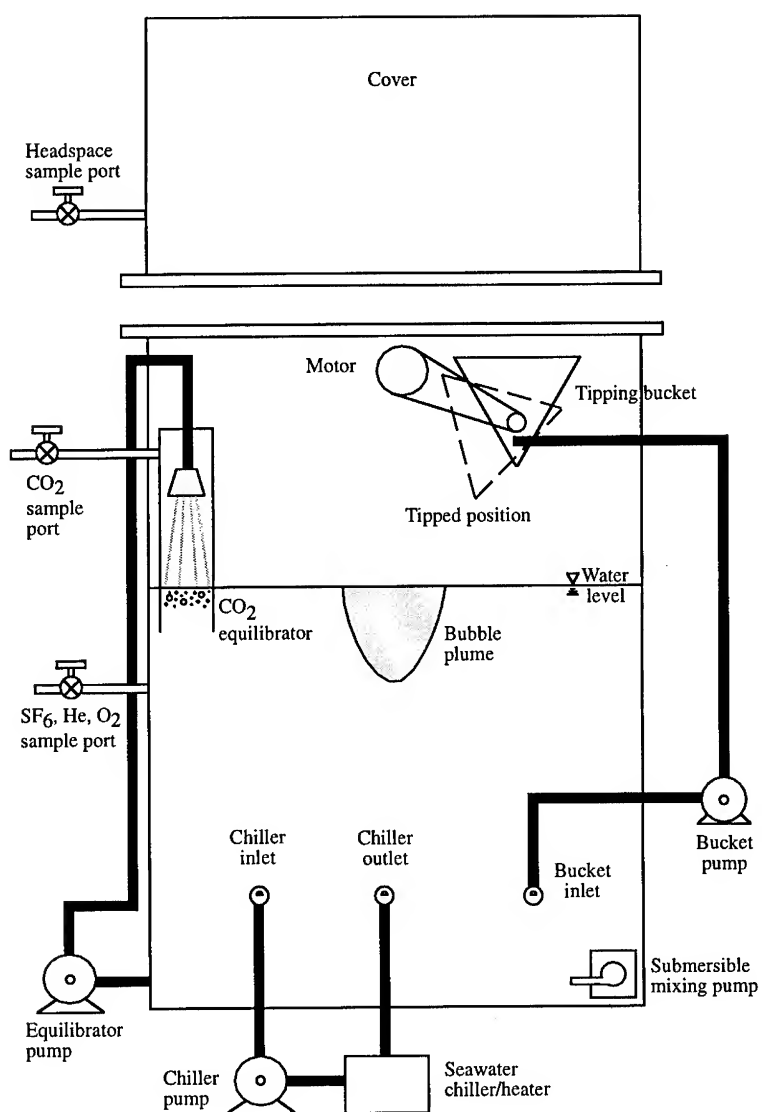 Cover
Headspace
sample port
Motor
Tipping bucket
CO2
sample
port
Tipped position
Water
level
CO2
equilibrator
Bubble
plume
SF6, He, O2
sample port
Chiller
inlet
Chiller
outlet
Bucket
inlet
Bucket
pump
Submersible
mixing pump
Equilibrator
pump
Chiller
pump
Seawater
chiller/heater